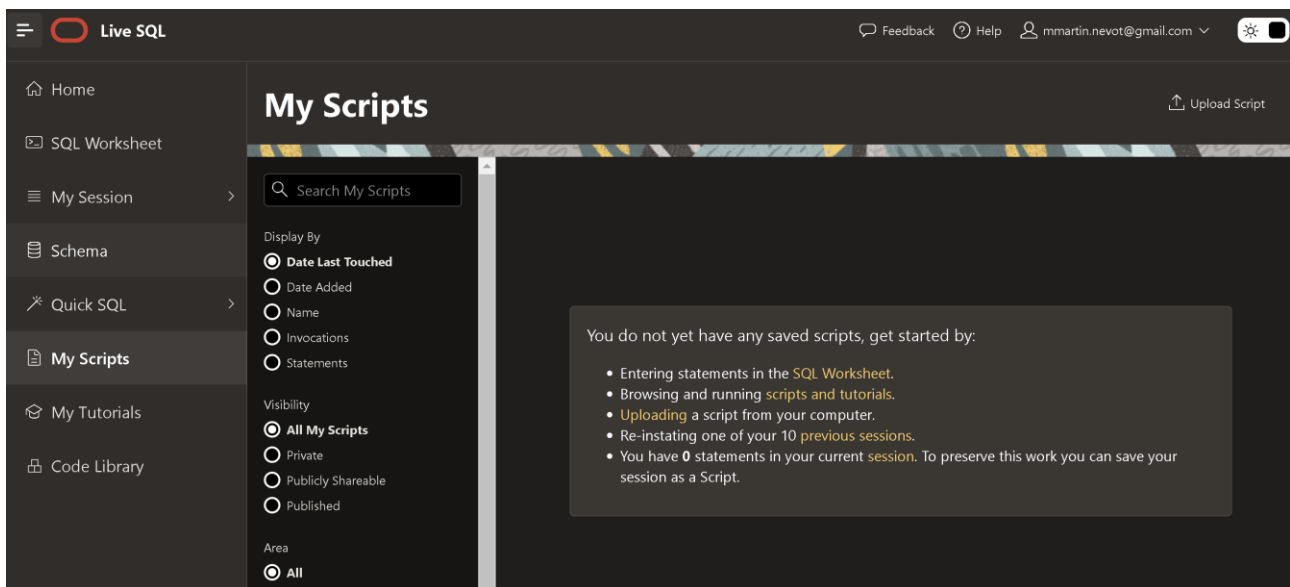 Live SQL
Feedback
Help
mmartin.nevot@gmail.com
Home
SQL Worksheet
My Session
Schema
Quick SQL
My Scripts
My Tutorials
Code Library
My Scripts
Upload Script
Search My Scripts
Display By
Date Last Touched
Date Added
Name
Invocations
Statements
Visibility
All My Scripts
Private
Publicly Shareable
Published
Area
All
You do not yet have any saved scripts, get started by:
Entering statements in the SQL Worksheet.
Browsing and running scripts and tutorials.
Uploading a script from your computer.
Re-instating one of your 10 previous sessions.
You have 0 statements in your current session. To preserve this work you can save your
session as a Script.